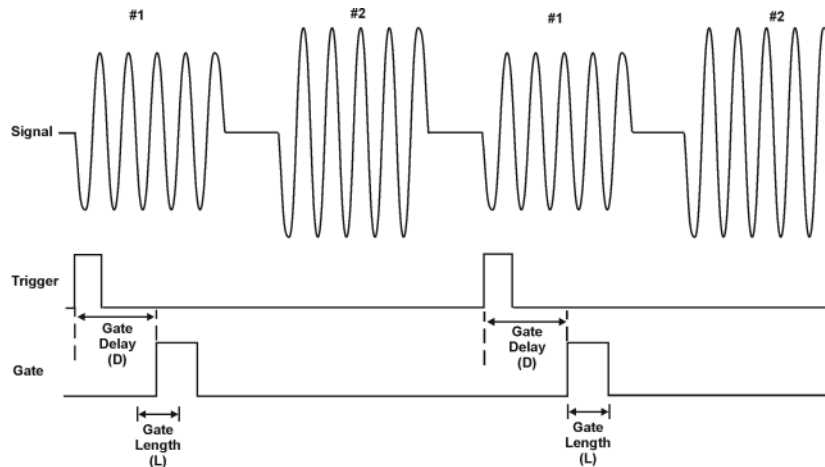 #1
#2
#1
#2
Signal
Trigger
Gate
Delay
(D)
Gate
Delay
(D)
Gate
Gate
Length
(L)
Gate
Length
(L)